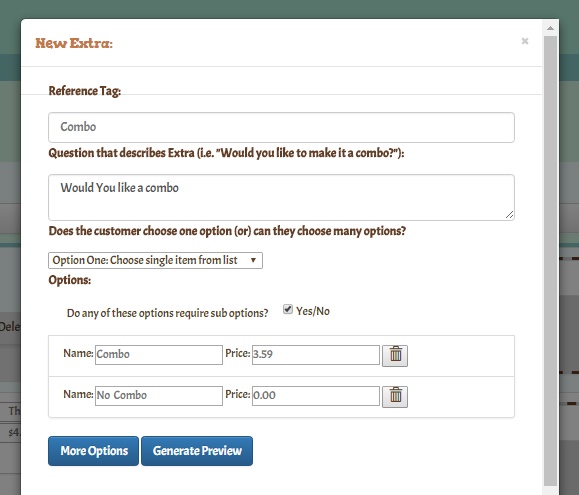 New Extra:
×
Reference Tag:
Combo
Question that describes Extra (i.e. "Would you like to make it a combo?"):
Would You like a combo
Does the customer choose one option (or) can they choose many options?
Option One: Choose single item from list
Options:
Do any of these options require sub options? Yes/No
Name: Combo Price: 3.59
Name: No Combo Price: 0.00
More Options Generate Preview
Dele
Th
$4.